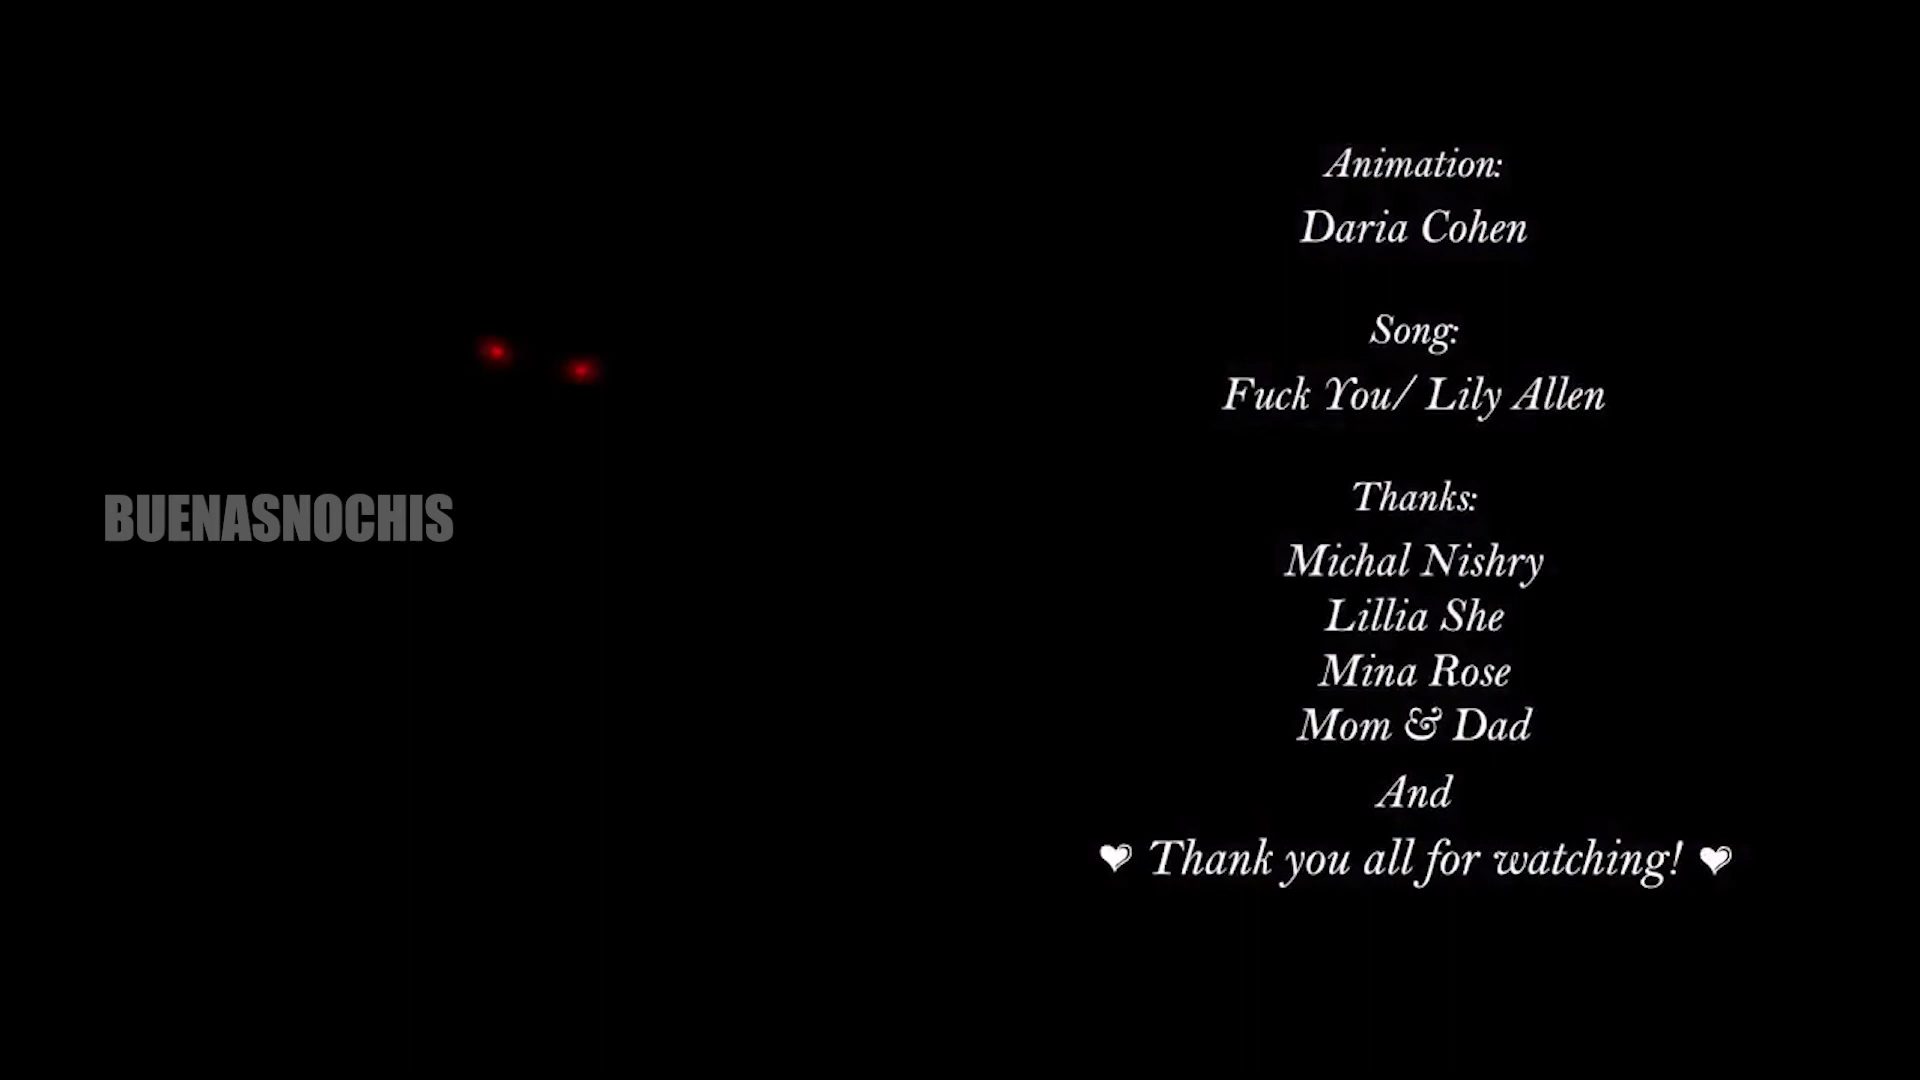 Animation:
Daria Cohen
Song:
Fuck You/ Lily Allen
BUENASNOCHIS
Thanks:
Michal Nishry
Lillia She
Mina Rose
Mom & Dad
And
❤ Thank you all for watching! ❤